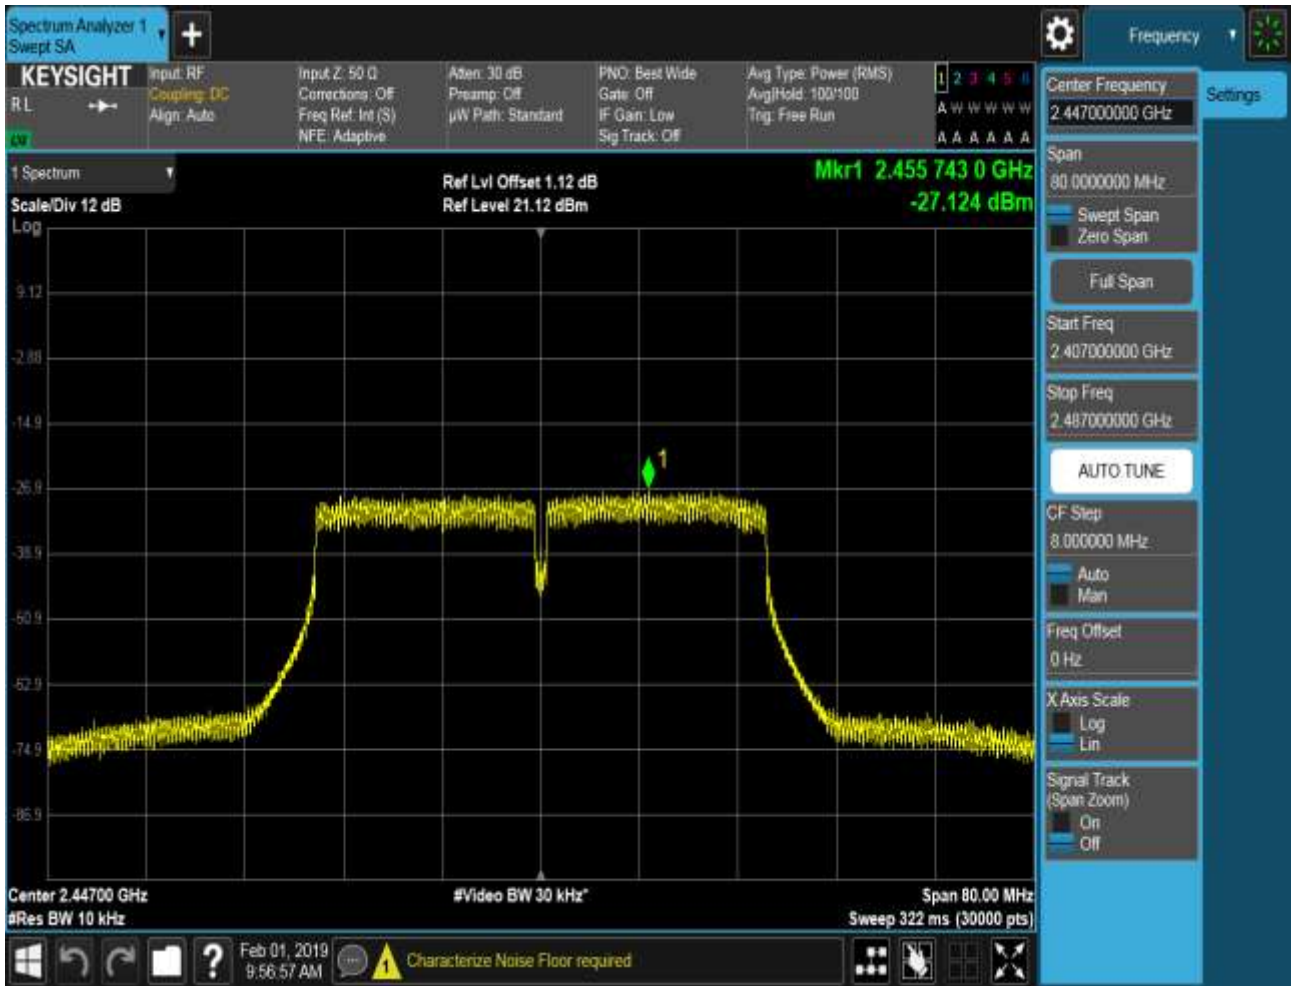 Spectrum Analyzer 1
Swept SA
+
Frequency
KEYSIGHT
R L
LXI
Input: RF
Coupling: DC
Align: Auto
Input Z: 50 Ω
Corrections: Off
Freq Ref: Int (S)
NFE: Adaptive
Atten: 30 dB
Preamp: Off
µW Path: Standard
PNO: Best Wide
Gate: Off
IF Gain: Low
Sig Track: Off
Avg Type: Power (RMS)
Avg|Hold: 100/100
Trig: Free Run
1 2 3 4 5 6
A W W W W W
A A A A A A
1 Spectrum
Scale/Div 12 dB
Log
Ref Lvl Offset 1.12 dB
Ref Level 21.12 dBm
Mkr1 2.455 743 0 GHz
-27.124 dBm
9.12
-2.88
-14.9
-26.9
-38.9
-50.9
-62.9
-74.9
-86.9
1
Center 2.44700 GHz
#Res BW 10 kHz
#Video BW 30 kHz*
Span 80.00 MHz
Sweep 322 ms (30000 pts)
Center Frequency
2.447000000 GHz
Settings
Span
80.0000000 MHz
Swept Span
Zero Span
Full Span
Start Freq
2.407000000 GHz
Stop Freq
2.487000000 GHz
AUTO TUNE
CF Step
8.000000 MHz
Auto
Man
Freq Offset
0 Hz
X Axis Scale
Log
Lin
Signal Track
(Span Zoom)
On
Off
?
Feb 01, 2019
9:56:57 AM
1
Characterize Noise Floor required